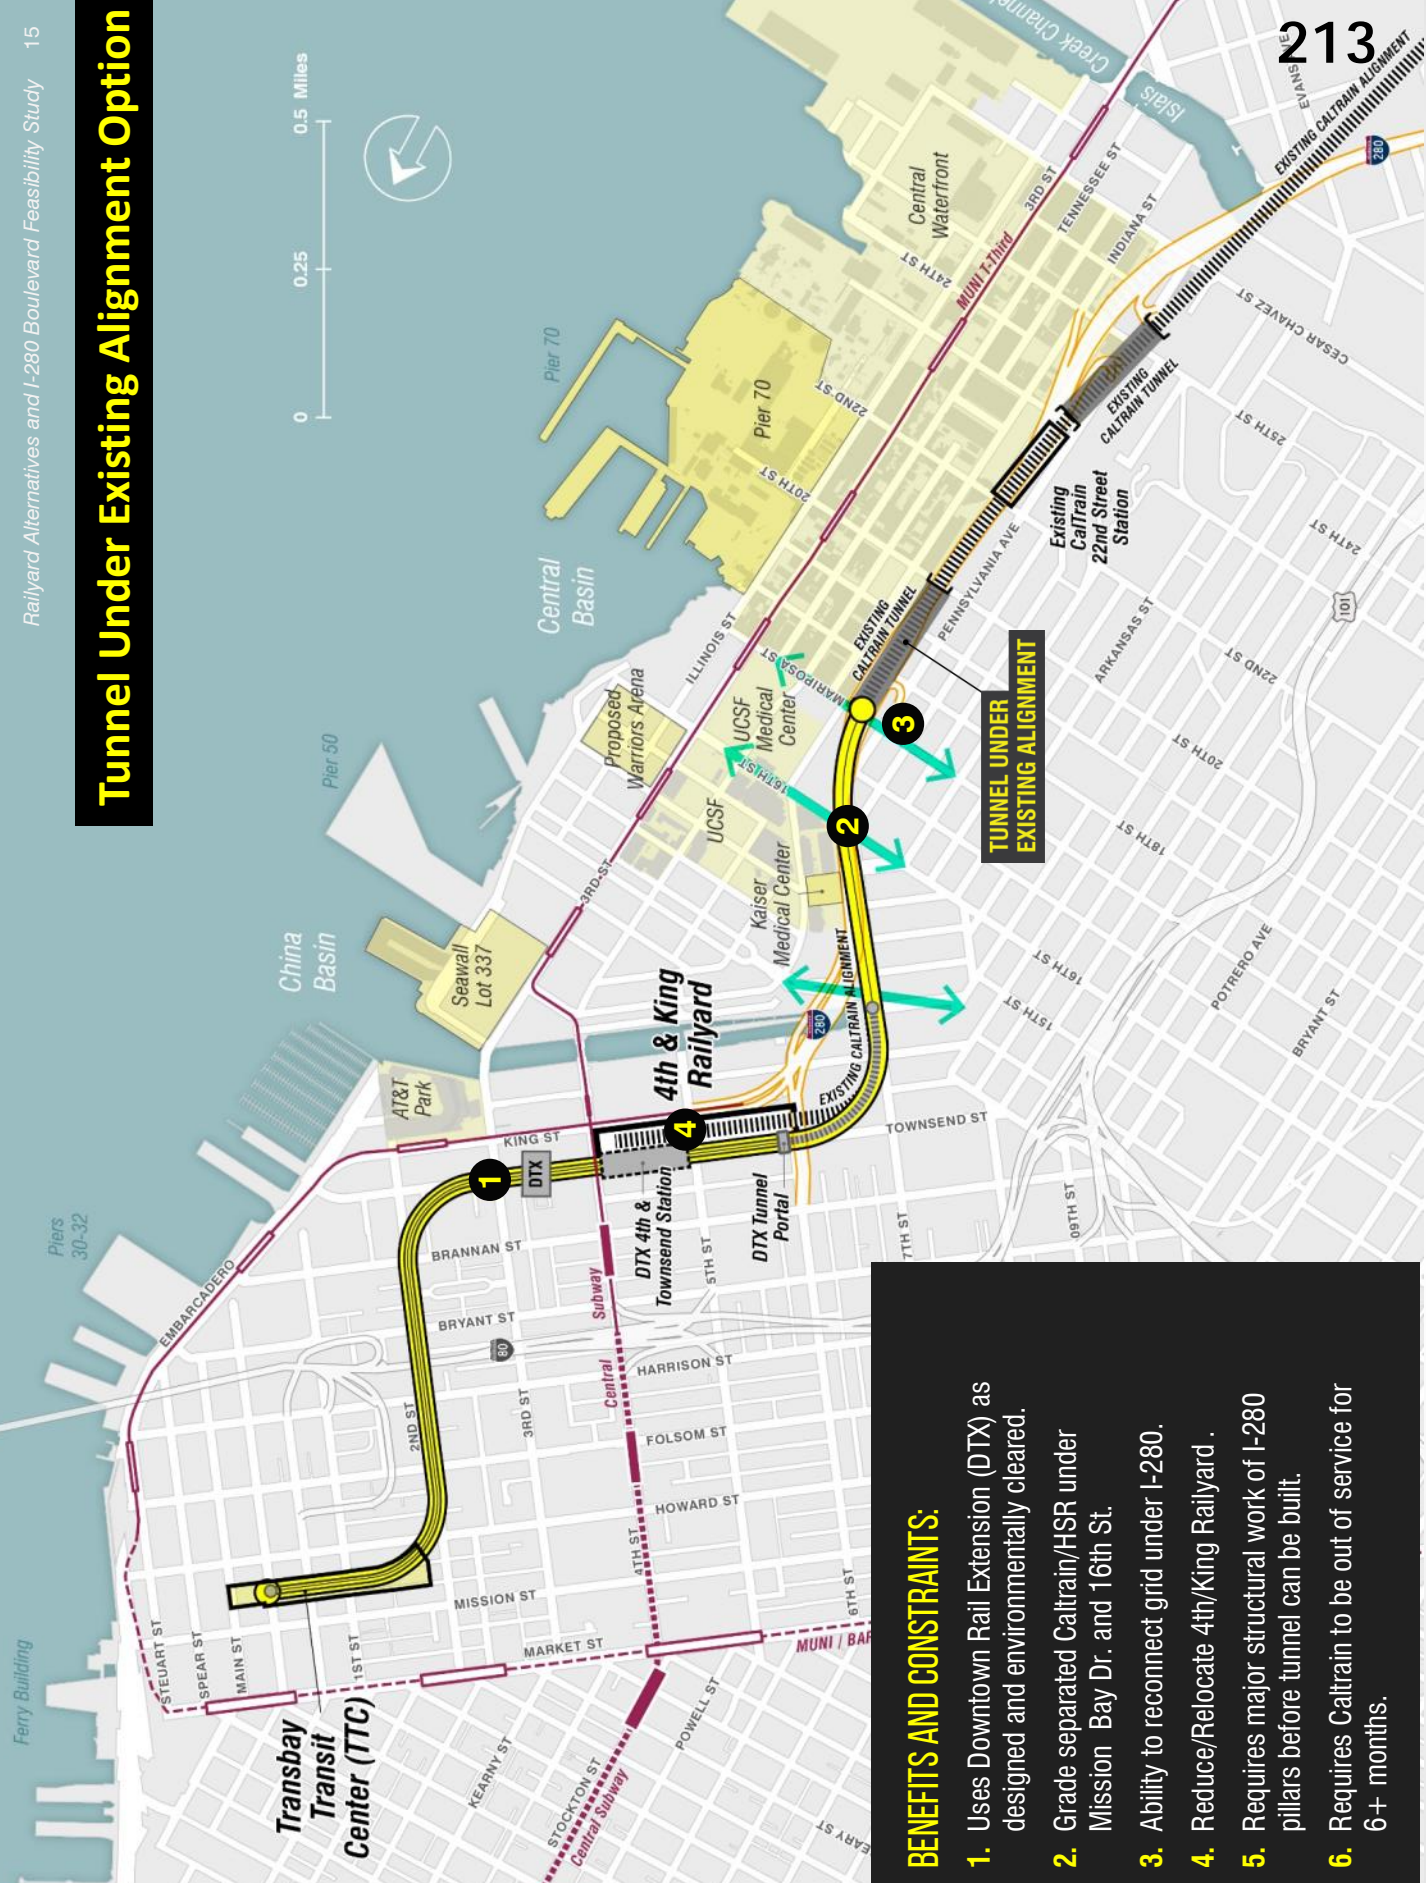 Railyard Alternatives and I-280 Boulevard Feasibility Study 15
Tunnel Under Existing Alignment Option
213
0
0.25
0.5 Miles
Ferry Building
Piers
30-32
Pier 50
Pier 70
China
Basin
Central
Basin
Islais
Creek Channel
AT&T
Park
Seawall
Lot 337
Proposed
Warriors Arena
UCSF
UCSF
Medical
Center
Kaiser
Medical Center
Pier 70
Central
Waterfront
Transbay
Transit
Center (TTC)
DTX
DTX 4th &
Townsend Station
DTX Tunnel
Portal
4th & King
Railyard
EXISTING CALTRAIN ALIGNMENT
EXISTING
CALTRAIN TUNNEL
TUNNEL UNDER
EXISTING ALIGNMENT
Existing
CalTrain
22nd Street
Station
EXISTING
CALTRAIN TUNNEL
EXISTING CALTRAIN ALIGNMENT
MUNI T-Third
Central
Subway
Central Subway
MUNI / BAR
EMBARCADERO
STEUART ST
SPEAR ST
MAIN ST
1ST ST
2ND ST
3RD ST
4TH ST
5TH ST
6TH ST
7TH ST
09TH ST
MARKET ST
MISSION ST
HOWARD ST
FOLSOM ST
HARRISON ST
BRYANT ST
BRANNAN ST
KING ST
TOWNSEND ST
KEARNY ST
STOCKTON ST
POWELL ST
EARY ST
3RD ST
ILLINOIS ST
16TH ST
MARIPOSA ST
20TH ST
22ND ST
24TH ST
3RD ST
TENNESSEE ST
INDIANA ST
EVANS AVE
CESAR CHAVEZ ST
25TH ST
24TH ST
22ND ST
20TH ST
18TH ST
16TH ST
15TH ST
PENNSYLVANIA AVE
ARKANSAS ST
POTRERO AVE
BRYANT ST
80
280
280
101
1
2
3
4
BENEFITS AND CONSTRAINTS:
1. Uses Downtown Rail Extension (DTX) as
designed and environmentally cleared.
2. Grade separated Caltrain/HSR under
Mission Bay Dr. and 16th St.
3. Ability to reconnect grid under I-280.
4. Reduce/Relocate 4th/King Railyard .
5. Requires major structural work of I-280
pillars before tunnel can be built.
6. Requires Caltrain to be out of service for
6+ months.